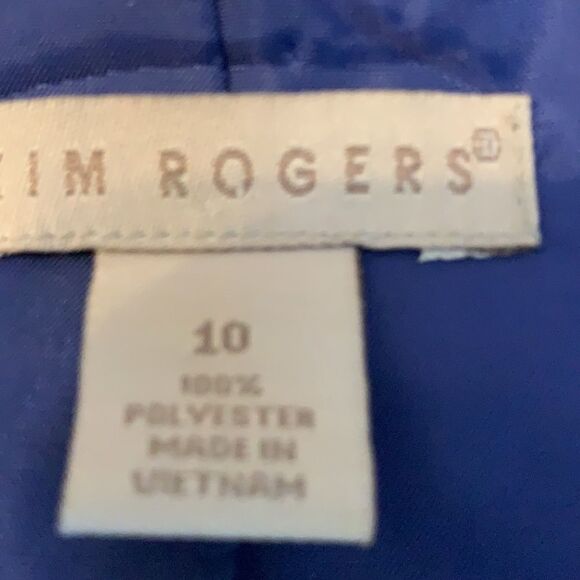 KIM ROGERS®
10
100%
POLYESTER
MADE IN
VIETNAM